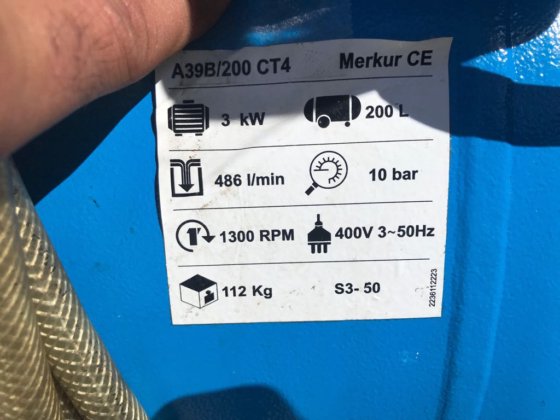 A39B/200 CT4 Merkur CE
3 kW 200 L
486 l/min 10 bar
1300 RPM 400V 3~50Hz
112 Kg S3- 50
2236112223